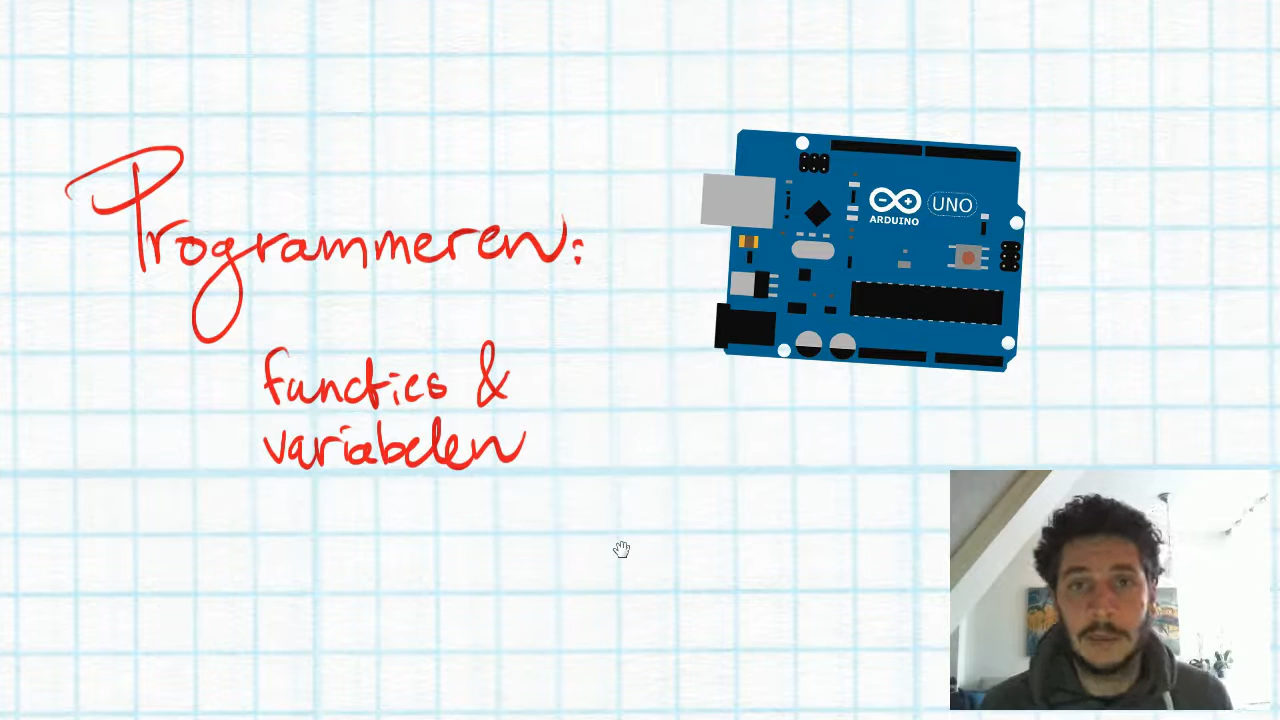 Programmeren:
functies &
variabelen
ARDUINO
UNO